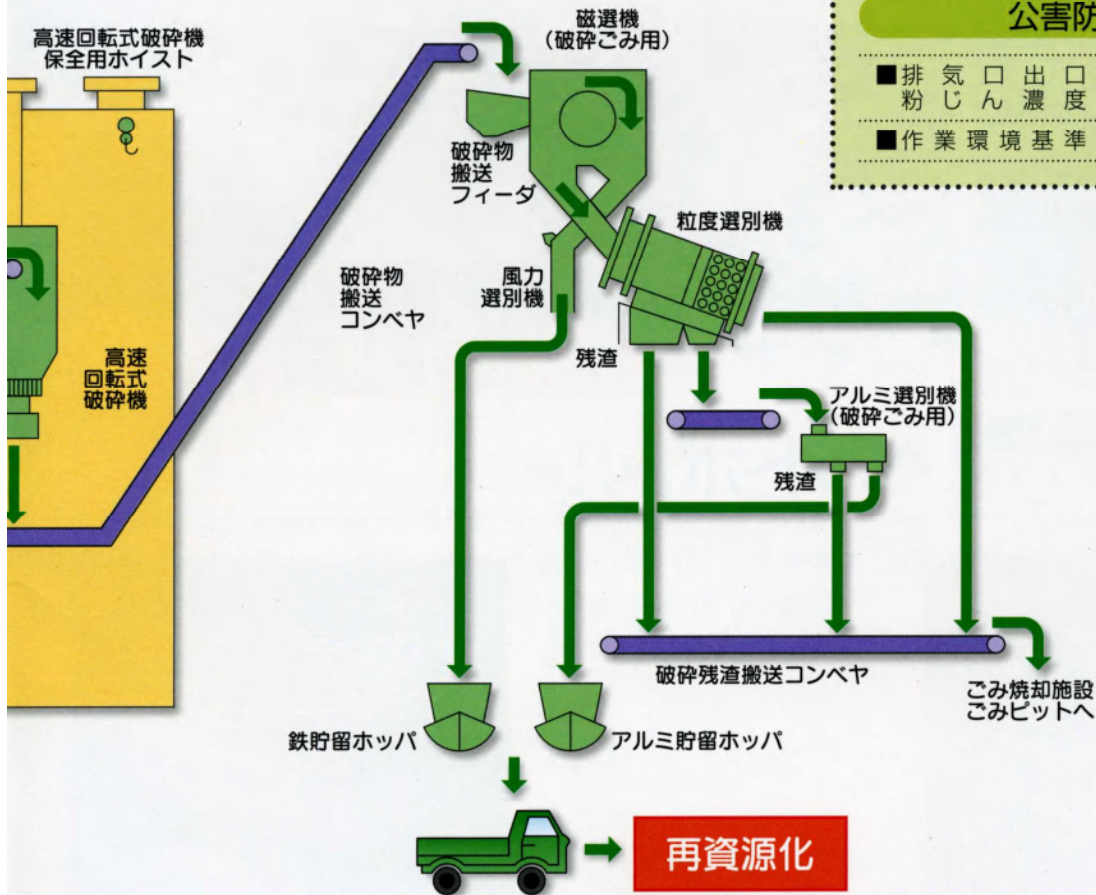 高速回転式破砕機
保全用ホイスト
磁選機
(破砕ごみ用)
公害防
■排気口出口
粉じん濃度
■作業環境基準
破砕物
搬送
フィーダ
粒度選別機
破砕物
搬送
コンベヤ
風力
選別機
高速
回転式
破砕機
残渣
アルミ選別機
(破砕ごみ用)
残渣
破砕残渣搬送コンベヤ
ごみ焼却施設
ごみピットへ
鉄貯留ホッパ
アルミ貯留ホッパ
再資源化